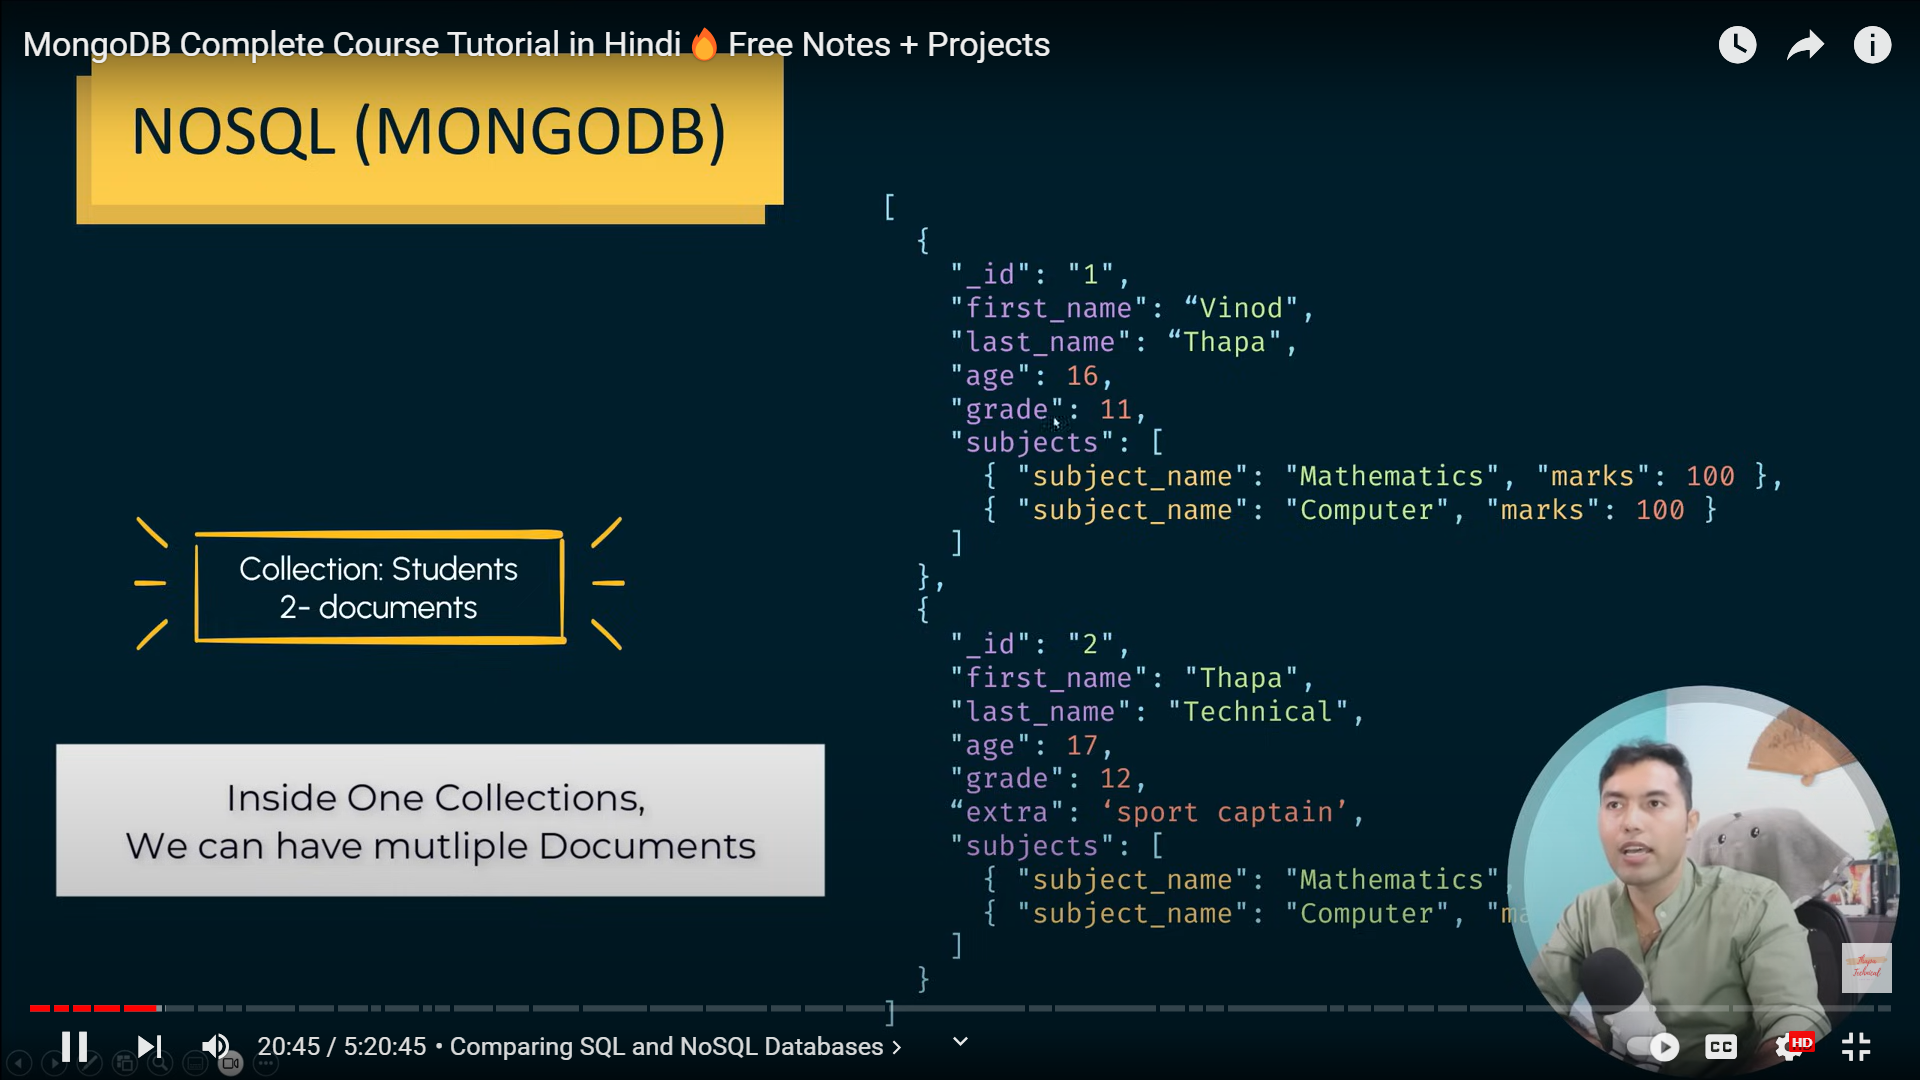 MongoDB Complete Course Tutorial in Hindi🔥Free Notes + Projects
NOSQL (MONGODB)
[
{
"_id": "1",
"first_name": “Vinod",
"last_name": “Thapa",
"age": 16,
"grade": 11,
"subjects": [
{ "subject_name": "Mathematics", "marks": 100 },
{ "subject_name": "Computer", "marks": 100 }
]
},
{
"_id": "2",
"first_name": "Thapa",
"last_name": "Technical",
"age": 17,
"grade": 12,
“extra": ‘sport captain’,
"subjects": [
{ "subject_name": "Mathematics",
{ "subject_name": "Computer", "ma
]
}
]
Collection: Students
2- documents
Inside One Collections,
We can have mutliple Documents
Thapa
Technical
20:45 / 5:20:45 • Comparing SQL and NoSQL Databases ›
CC
HD